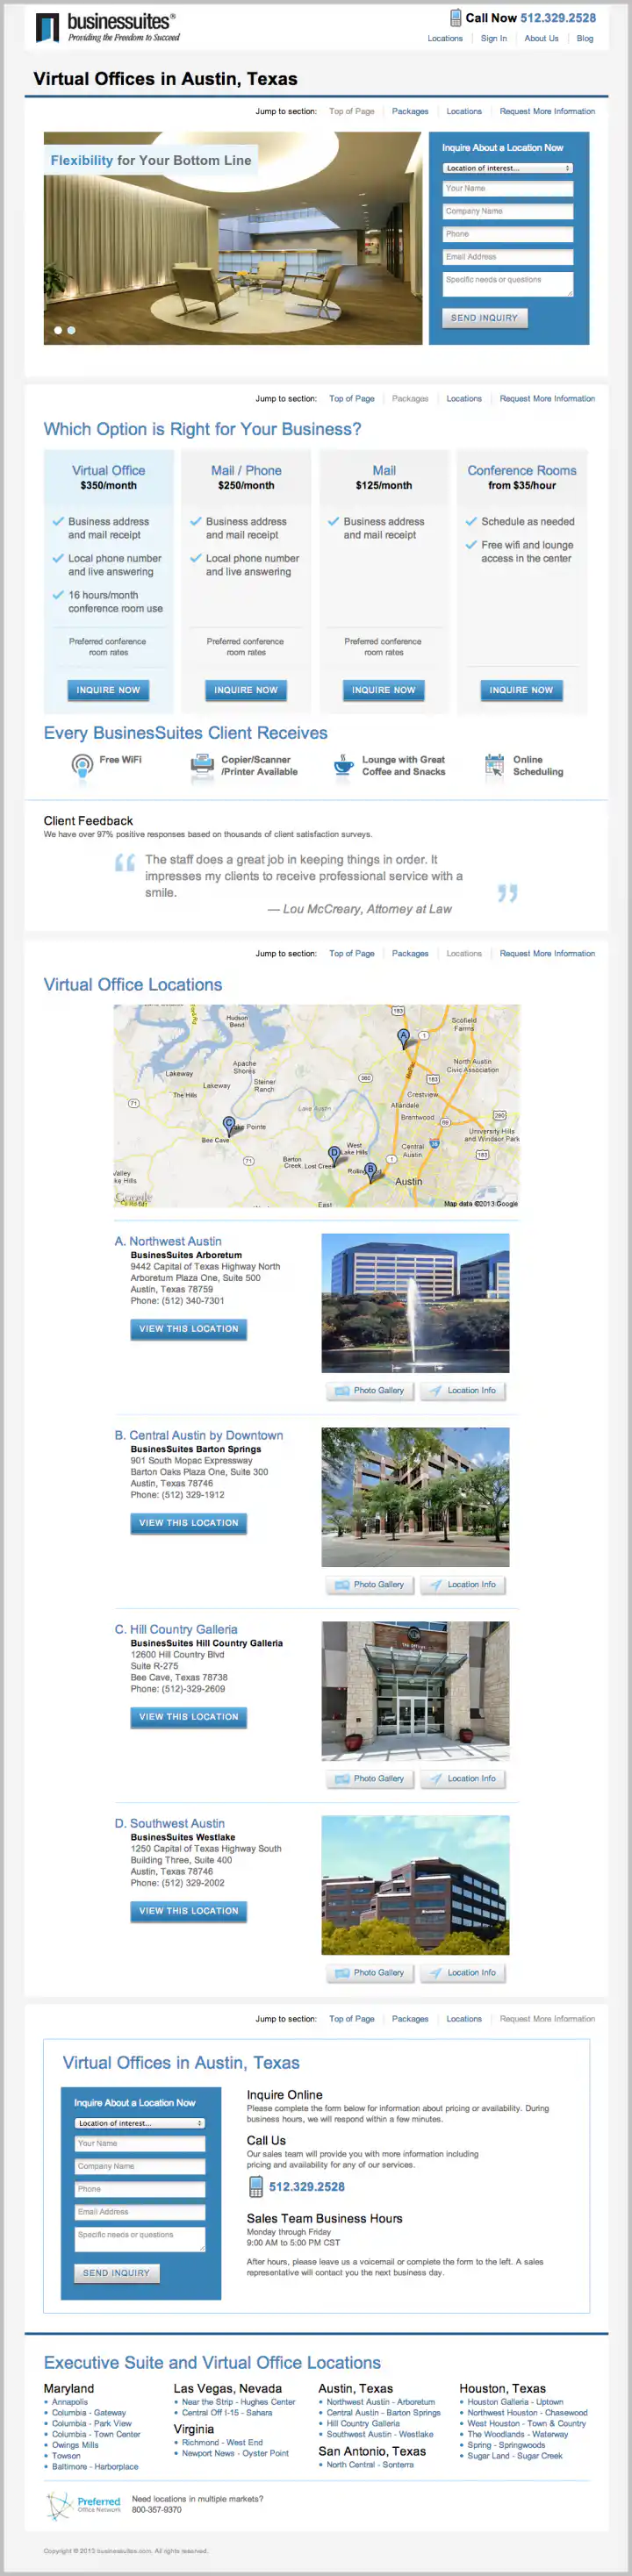 businessuites®
Providing the Freedom to Succeed
Call Now 512.329.2528
Locations Sign In About Us Blog
Virtual Offices in Austin, Texas
Jump to section: Top of Page Packages Locations Request More Information
Flexibility for Your Bottom Line
Inquire About a Location Now
Location of interest...
Your Name
Company Name
Phone
Email Address
Specific needs or questions
SEND INQUIRY
Jump to section: Top of Page Packages Locations Request More Information
Which Option is Right for Your Business?
Virtual Office
$350/month
Business address
and mail receipt
Local phone number
and live answering
16 hours/month
conference room use
Preferred conference
room rates
INQUIRE NOW
Mail / Phone
$250/month
Business address
and mail receipt
Local phone number
and live answering
Preferred conference
room rates
INQUIRE NOW
Mail
$125/month
Business address
and mail receipt
Preferred conference
room rates
INQUIRE NOW
Conference Rooms
from $35/hour
Schedule as needed
Free wifi and lounge
access in the center
INQUIRE NOW
Every BusinesSuites Client Receives
Free WiFi
Copier/Scanner
/Printer Available
Lounge with Great
Coffee and Snacks
Online
Scheduling
Client Feedback
We have over 97% positive responses based on thousands of client satisfaction surveys.
“ The staff does a great job in keeping things in order. It
impresses my clients to receive professional service with a
smile. ”
— Lou McCreary, Attorney at Law
Jump to section: Top of Page Packages Locations Request More Information
Virtual Office Locations
Hudson
Bend
183
Scofield
Farms
A
1
Apache
Shores
North Austin
Civic Association
Lakeway
Steiner
Ranch
360
183
Lakeway
The Hills
Crestview
71
Lake Austin
Allandale
Brentwood
69
290
C
Pointe
Bee Cave
University Hills
and Windsor Park
West
Lake Hills
Central
Austin
D
183
71
Barton
Creek
Lost Creek
1
B
Valley
ke Hills
Austin
Google
East
Map data ©2013 Google
A. Northwest Austin
BusinesSuites Arboretum
9442 Capital of Texas Highway North
Arboretum Plaza One, Suite 500
Austin, Texas 78759
Phone: (512) 340-7301
VIEW THIS LOCATION
Photo Gallery Location Info
B. Central Austin by Downtown
BusinesSuites Barton Springs
901 South Mopac Expressway
Barton Oaks Plaza One, Suite 300
Austin, Texas 78746
Phone: (512) 329-1912
VIEW THIS LOCATION
Photo Gallery Location Info
C. Hill Country Galleria
BusinesSuites Hill Country Galleria
12600 Hill Country Blvd
Suite R-275
Bee Cave, Texas 78738
Phone: (512)-329-2609
VIEW THIS LOCATION
Photo Gallery Location Info
D. Southwest Austin
BusinesSuites Westlake
1250 Capital of Texas Highway South
Building Three, Suite 400
Austin, Texas 78746
Phone: (512) 329-2002
VIEW THIS LOCATION
Photo Gallery Location Info
Jump to section: Top of Page Packages Locations Request More Information
Virtual Offices in Austin, Texas
Inquire About a Location Now
Location of interest...
Your Name
Company Name
Phone
Email Address
Specific needs or questions
SEND INQUIRY
Inquire Online
Please complete the form below for information about pricing or availability. During
business hours, we will respond within a few minutes.
Call Us
Our sales team will provide you with more information including
pricing and availability for any of our services.
512.329.2528
Sales Team Business Hours
Monday through Friday
9:00 AM to 5:00 PM CST
After hours, please leave us a voicemail or complete the form to the left. A sales
representative will contact you the next business day.
Executive Suite and Virtual Office Locations
Maryland
Annapolis
Columbia - Gateway
Columbia - Park View
Columbia - Town Center
Owings Mills
Towson
Baltimore - Harborplace
Las Vegas, Nevada
Near the Strip - Hughes Center
Central Off I-15 - Sahara
Virginia
Richmond - West End
Newport News - Oyster Point
Austin, Texas
Northwest Austin - Arboretum
Central Austin - Barton Springs
Hill Country Galleria
Southwest Austin - Westlake
San Antonio, Texas
North Central - Sonterra
Houston, Texas
Houston Galleria - Uptown
Northwest Houston - Chasewood
West Houston - Town & Country
The Woodlands - Waterway
Spring - Springwoods
Sugar Land - Sugar Creek
Preferred
Office Network
Need locations in multiple markets?
800-357-9370
Copyright © 2013 businessuites.com. All rights reserved.